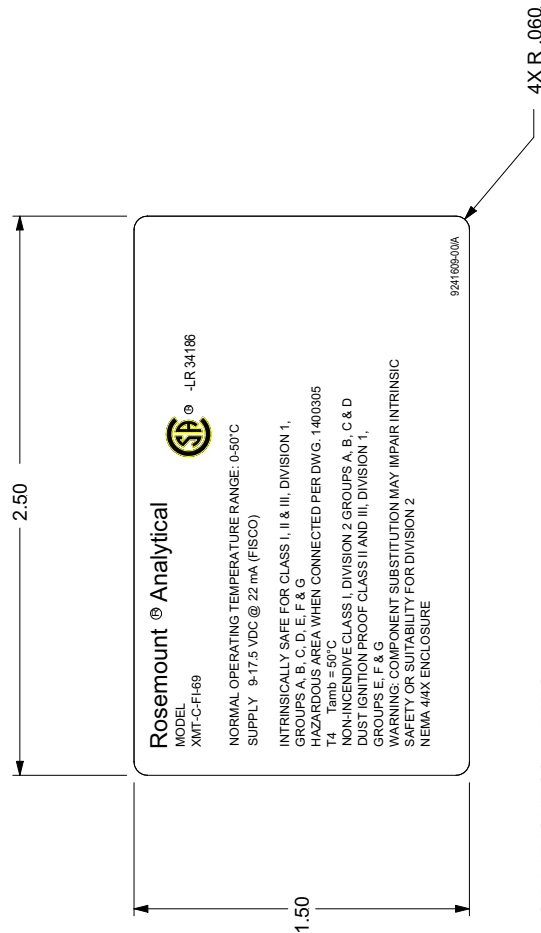 2.50
1.50
4X R .060
Rosemount ® Analytical
MODEL
XMT-C-FI-69
CSA ® -LR 34186
NORMAL OPERATING TEMPERATURE RANGE: 0-50°C
SUPPLY 9-17.5 VDC @ 22 mA (FISCO)
INTRINSICALLY SAFE FOR CLASS I, II & III, DIVISION 1,
GROUPS A, B, C, D, E, F & G
HAZARDOUS AREA WHEN CONNECTED PER DWG. 1400305
T4 Tamb = 50°C
NON-INCENDIVE CLASS I, DIVISION 2 GROUPS A, B, C & D
DUST IGNITION PROOF CLASS II AND III, DIVISION 1,
GROUPS E, F & G
WARNING: COMPONENT SUBSTITUTION MAY IMPAIR INTRINSIC
SAFETY OR SUITABILITY FOR DIVISION 2
NEMA 4/4X ENCLOSURE
9241609-00/A